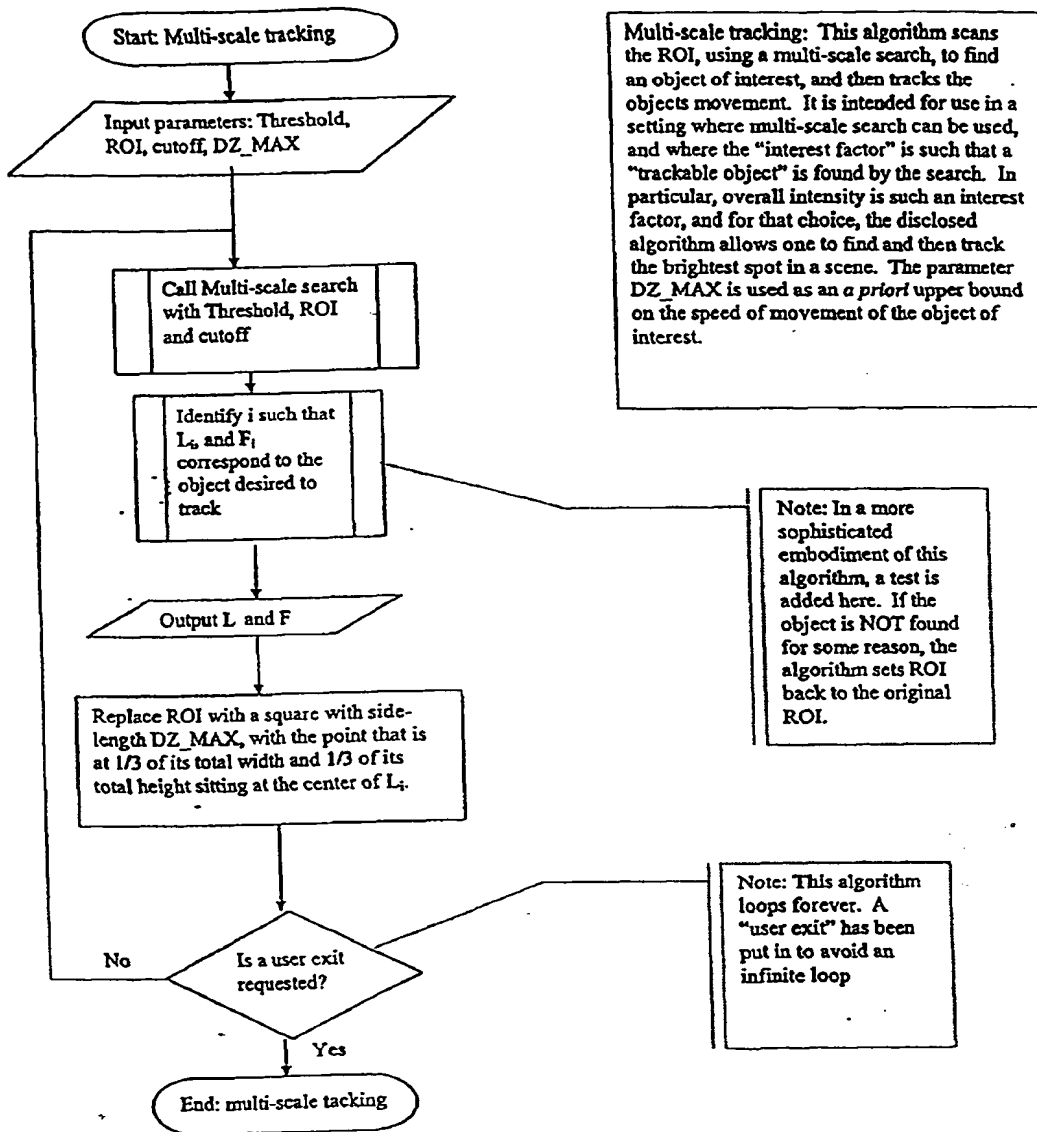 Start: Multi-scale tracking
Input parameters: Threshold,
ROI, cutoff, DZ_MAX
Call Multi-scale search
with Threshold, ROI
and cutoff
Identify i such that
Li, and Fi
correspond to the
object desired to
track
Output L and F
Replace ROI with a square with side-
length DZ_MAX, with the point that is
at 1/3 of its total width and 1/3 of its
total height sitting at the center of Li.
Is a user exit
requested?
No
Yes
End: multi-scale tacking
Multi-scale tracking: This algorithm scans
the ROI, using a multi-scale search, to find
an object of interest, and then tracks the
objects movement. It is intended for use in a
setting where multi-scale search can be used,
and where the "interest factor" is such that a
"trackable object" is found by the search. In
particular, overall intensity is such an interest
factor, and for that choice, the disclosed
algorithm allows one to find and then track
the brightest spot in a scene. The parameter
DZ_MAX is used as an a priori upper bound
on the speed of movement of the object of
interest.
Note: In a more
sophisticated
embodiment of this
algorithm, a test is
added here. If the
object is NOT found
for some reason, the
algorithm sets ROI
back to the original
ROI.
Note: This algorithm
loops forever. A
"user exit" has been
put in to avoid an
infinite loop